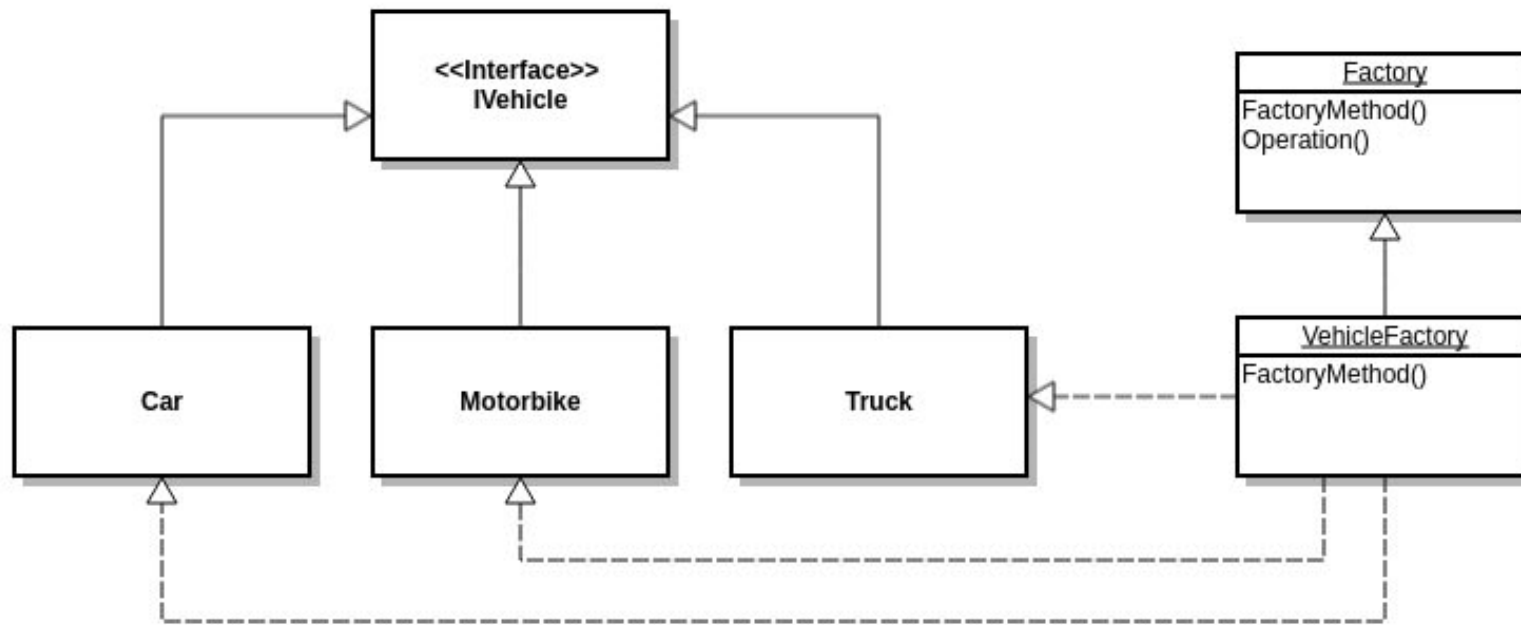 <<Interface>>
IVehicle
Factory
FactoryMethod()
Operation()
Car
Motorbike
Truck
VehicleFactory
FactoryMethod()